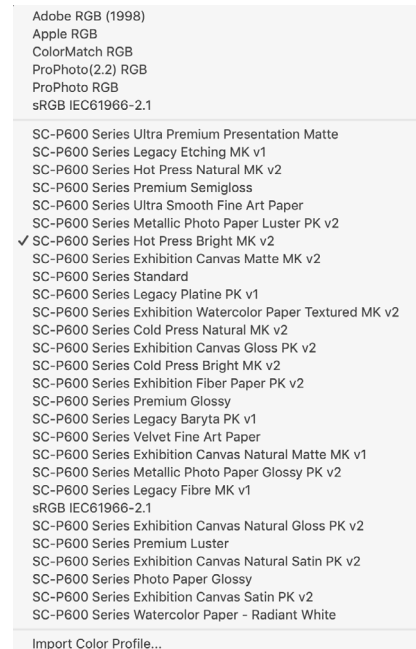 Adobe RGB (1998)
Apple RGB
ColorMatch RGB
ProPhoto(2.2) RGB
ProPhoto RGB
sRGB IEC61966-2.1
SC-P600 Series Ultra Premium Presentation Matte
SC-P600 Series Legacy Etching MK v1
SC-P600 Series Hot Press Natural MK v2
SC-P600 Series Premium Semigloss
SC-P600 Series Ultra Smooth Fine Art Paper
SC-P600 Series Metallic Photo Paper Luster PK v2
✓ SC-P600 Series Hot Press Bright MK v2
SC-P600 Series Exhibition Canvas Matte MK v2
SC-P600 Series Standard
SC-P600 Series Legacy Platine PK v1
SC-P600 Series Exhibition Watercolor Paper Textured MK v2
SC-P600 Series Cold Press Natural MK v2
SC-P600 Series Exhibition Canvas Gloss PK v2
SC-P600 Series Cold Press Bright MK v2
SC-P600 Series Exhibition Fiber Paper PK v2
SC-P600 Series Premium Glossy
SC-P600 Series Legacy Baryta PK v1
SC-P600 Series Velvet Fine Art Paper
SC-P600 Series Exhibition Canvas Natural Matte MK v1
SC-P600 Series Metallic Photo Paper Glossy PK v2
SC-P600 Series Legacy Fibre MK v1
sRGB IEC61966-2.1
SC-P600 Series Exhibition Canvas Natural Gloss PK v2
SC-P600 Series Premium Luster
SC-P600 Series Exhibition Canvas Natural Satin PK v2
SC-P600 Series Photo Paper Glossy
SC-P600 Series Exhibition Canvas Satin PK v2
SC-P600 Series Watercolor Paper - Radiant White
Import Color Profile...